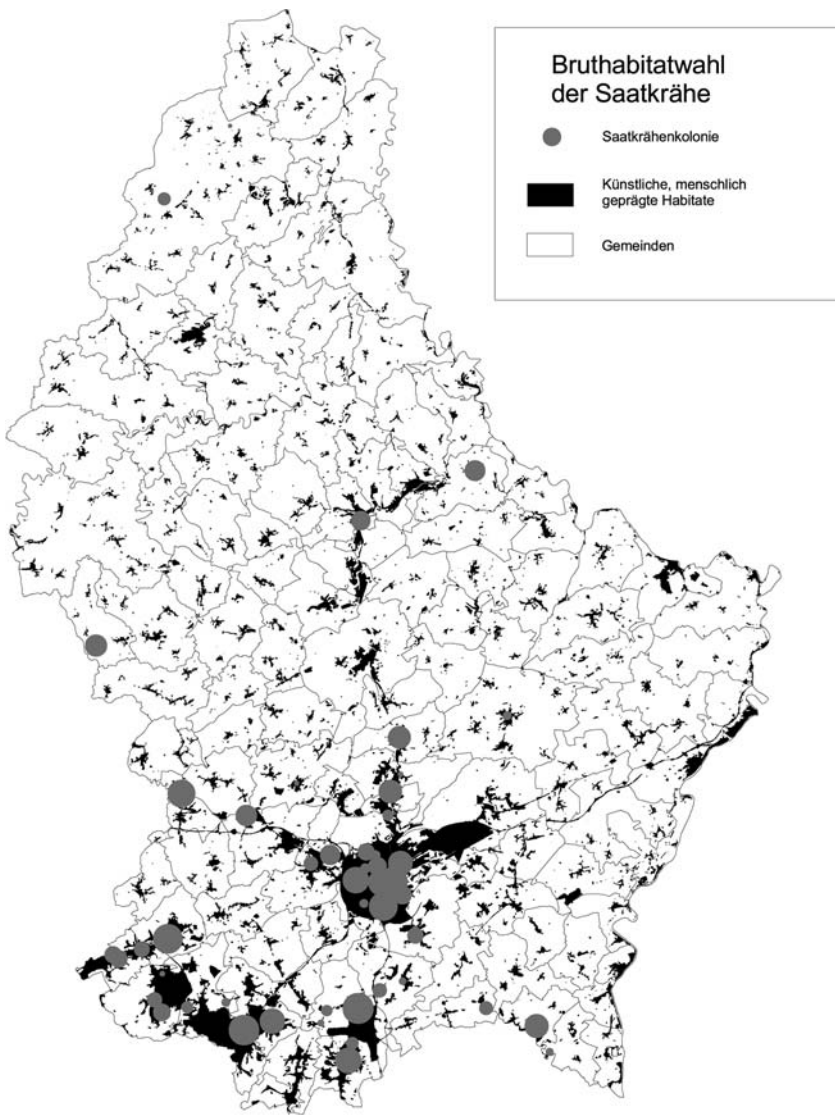 Bruthabitatwahl
der Saatkrähe
Saatkrähenkolonie
Künstliche, menschlich
geprägte Habitate
Gemeinden